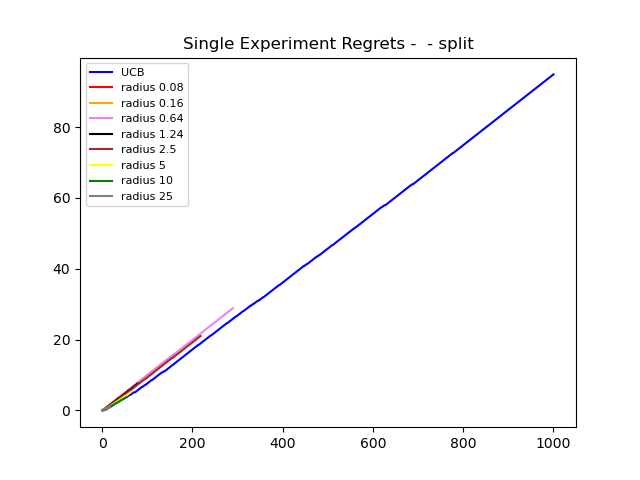 Single Experiment Regrets -  - split
UCB
radius 0.08
radius 0.16
radius 0.64
radius 1.24
radius 2.5
radius 5
radius 10
radius 25
80
60
40
20
0
0 200 400 600 800 1000